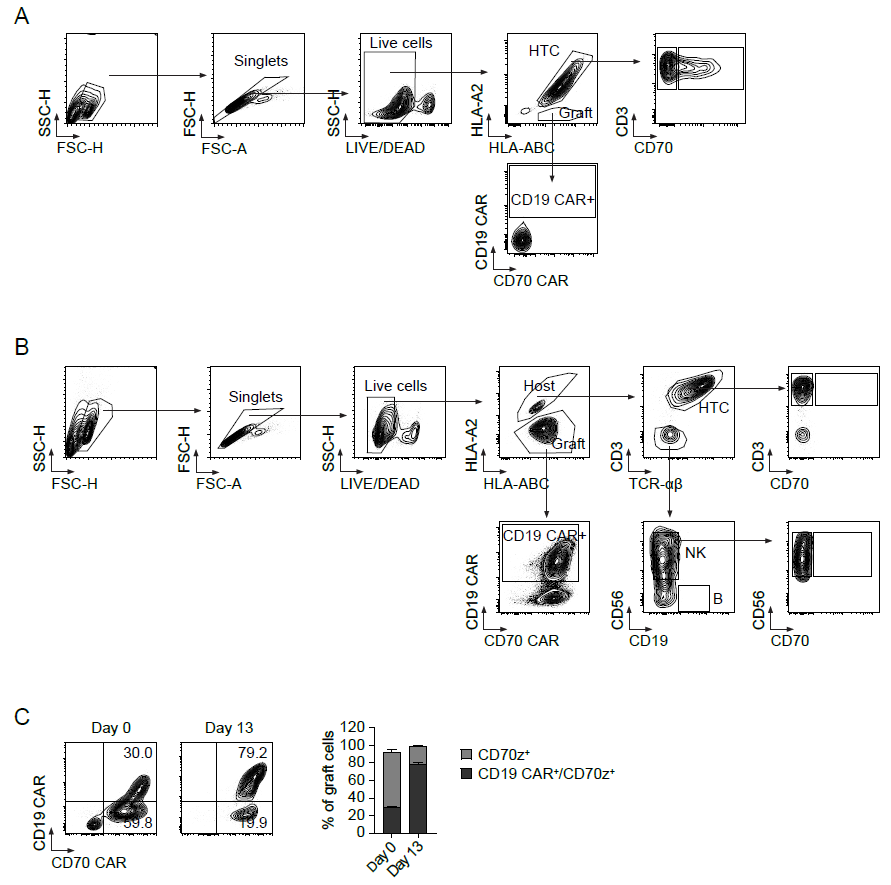 A
SSC-H
FSC-H
Singlets
FSC-H
FSC-A
Live cells
SSC-H
LIVE/DEAD
HTC
Graft
HLA-A2
HLA-ABC
CD3
CD70
CD19 CAR+
CD19 CAR
CD70 CAR
B
SSC-H
FSC-H
Singlets
FSC-H
FSC-A
Live cells
SSC-H
LIVE/DEAD
Host
Graft
HLA-A2
HLA-ABC
HTC
CD3
TCR-αβ
CD3
CD70
CD19 CAR+
CD19 CAR
CD70 CAR
NK
B
CD56
CD19
CD56
CD70
C
Day 0
30.0
59.8
CD19 CAR
CD70 CAR
Day 13
79.2
19.9
% of graft cells
120
100
80
60
40
20
0
Day 0
Day 13
CD70z⁺
CD19 CAR⁺/CD70z⁺